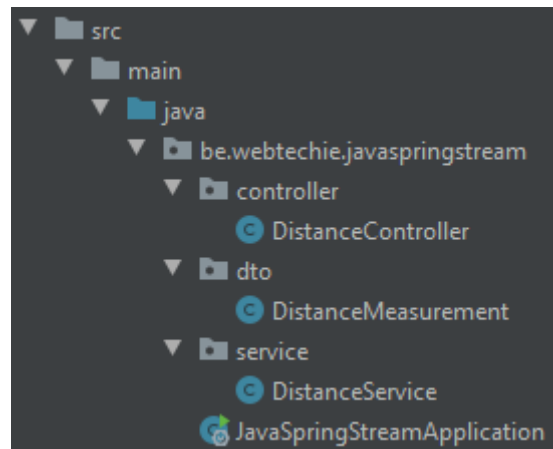 src
main
java
be.webtechie.javaspringstream
controller
DistanceController
dto
DistanceMeasurement
service
DistanceService
JavaSpringStreamApplication